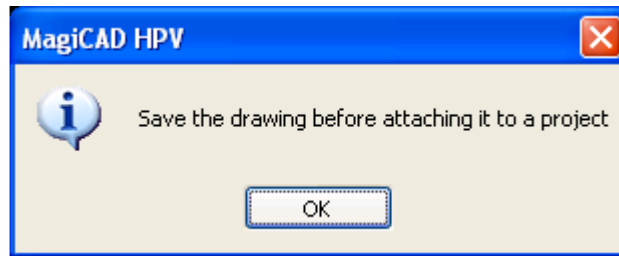 MagiCAD HPV
Save the drawing before attaching it to a project
OK